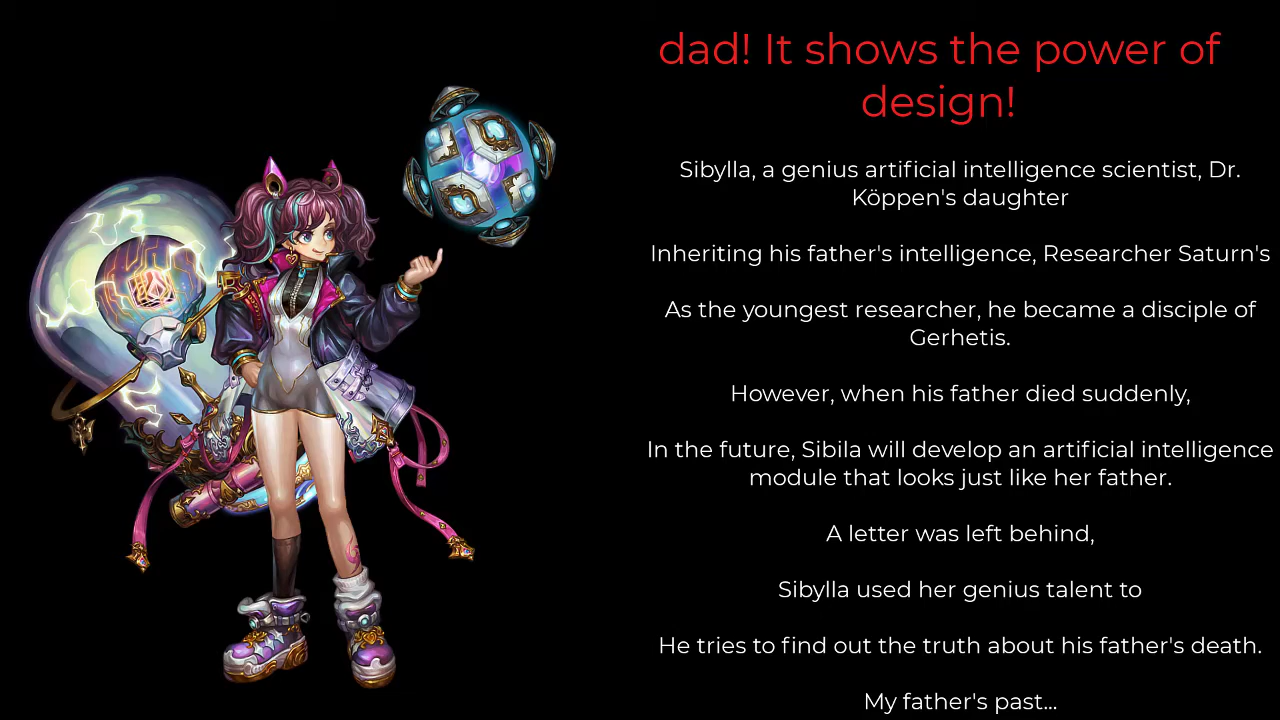 dad! It shows the power of
design!
Sibylla, a genius artificial intelligence scientist, Dr.
Köppen's daughter
Inheriting his father's intelligence, Researcher Saturn's
As the youngest researcher, he became a disciple of
Gerhetis.
However, when his father died suddenly,
In the future, Sibila will develop an artificial intelligence
module that looks just like her father.
A letter was left behind,
Sibylla used her genius talent to
He tries to find out the truth about his father's death.
My father's past...